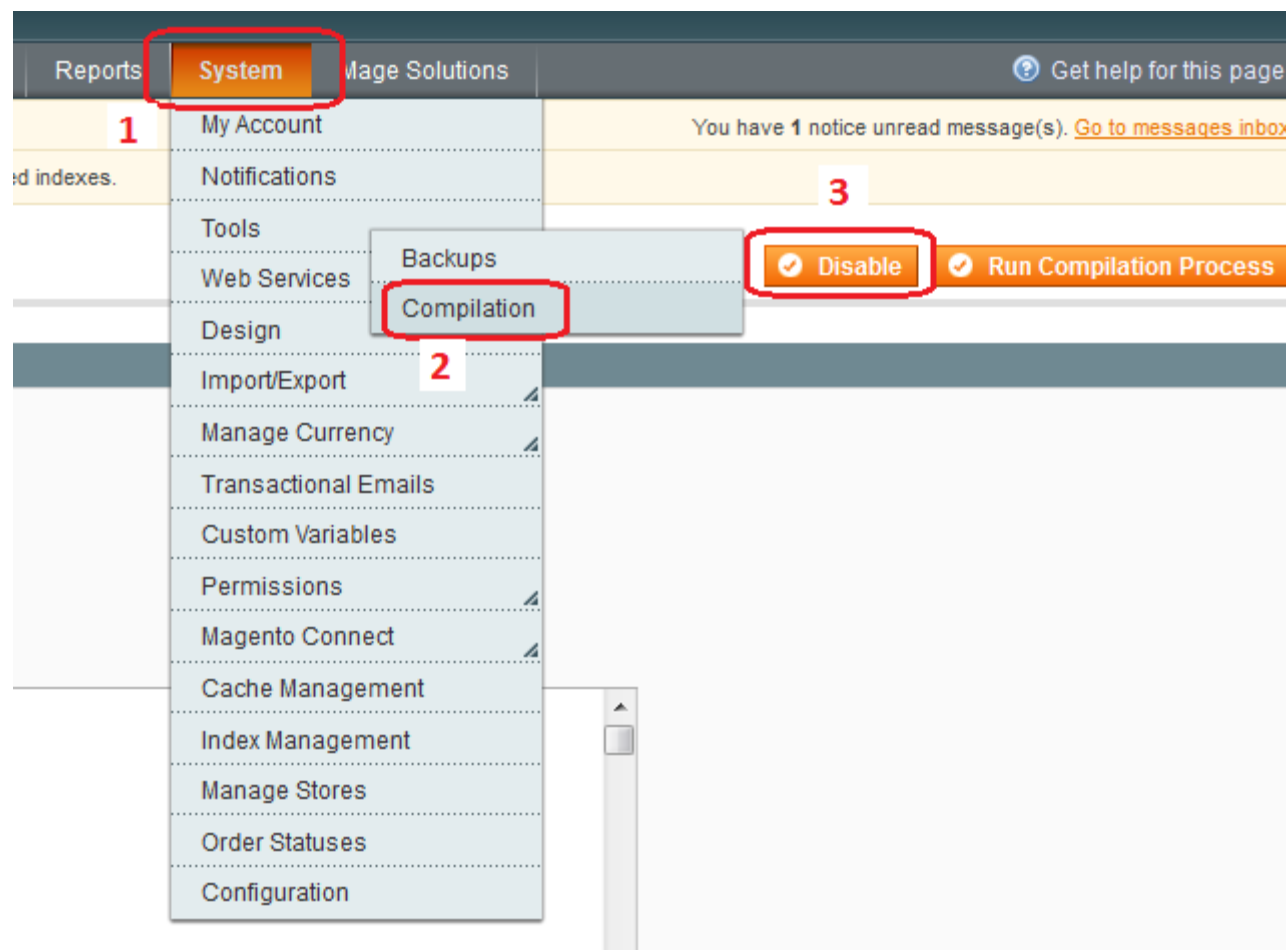 Reports System Mage Solutions Get help for this page
1 My Account You have 1 notice unread message(s). Go to messages inbox
ed indexes. Notifications 3
Tools
Backups Disable Run Compilation Process
Web Services
Compilation
Design
2
Import/Export
Manage Currency
Transactional Emails
Custom Variables
Permissions
Magento Connect
Cache Management
Index Management
Manage Stores
Order Statuses
Configuration